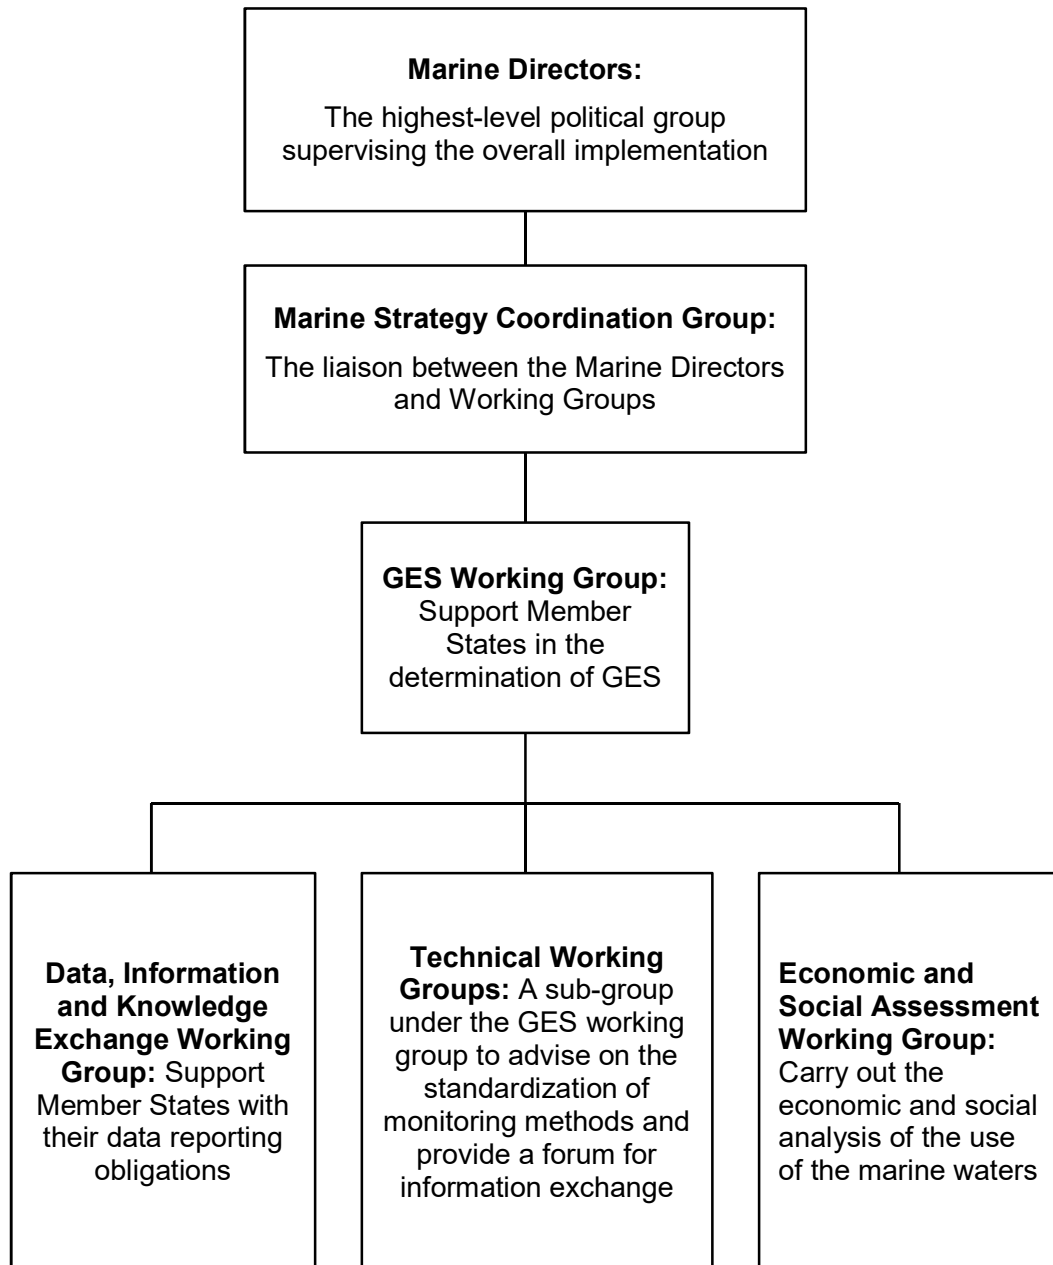 Marine Directors:
The highest-level political group
supervising the overall implementation
Marine Strategy Coordination Group:
The liaison between the Marine Directors
and Working Groups
GES Working Group:
Support Member
States in the
determination of GES
Data, Information
and Knowledge
Exchange Working
Group: Support
Member States with
their data reporting
obligations
Technical Working
Groups: A sub-group
under the GES working
group to advise on the
standardization of
monitoring methods and
provide a forum for
information exchange
Economic and
Social Assessment
Working Group:
Carry out the
economic and social
analysis of the use
of the marine waters